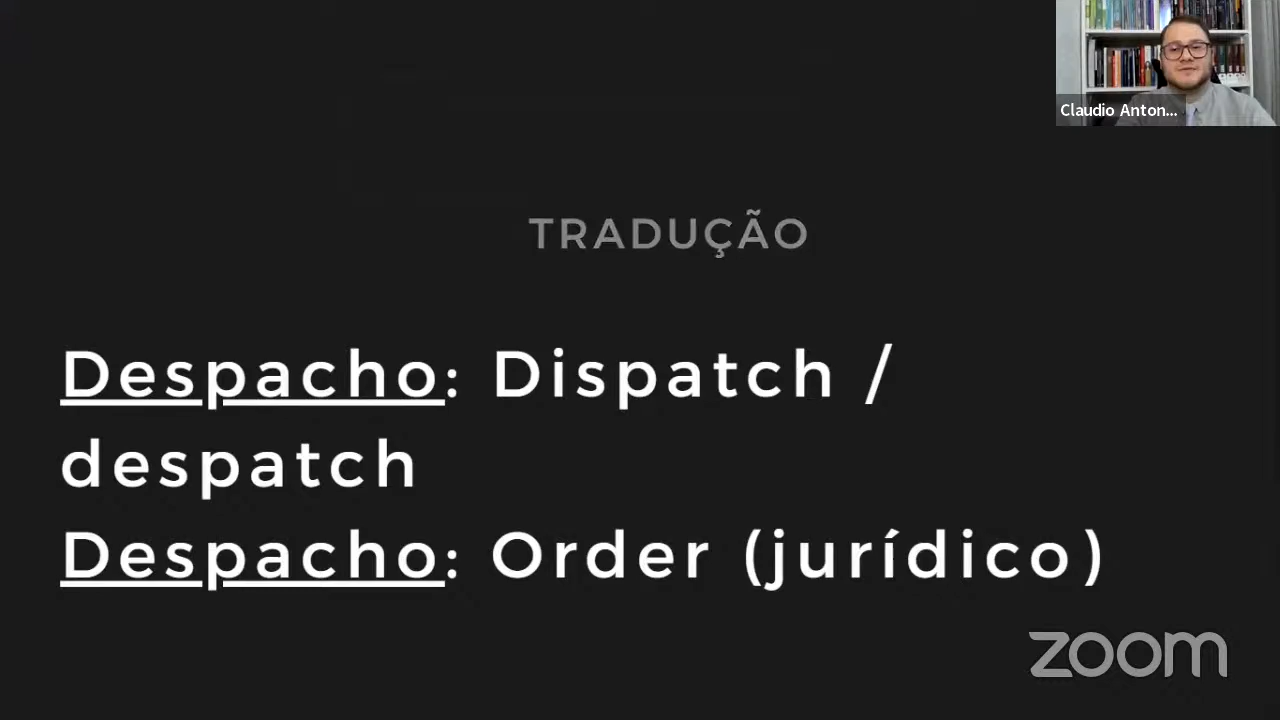 Claudio Anton...
TRADUÇÃO
Despacho: Dispatch /
despatch
Despacho: Order (jurídico)
zoom